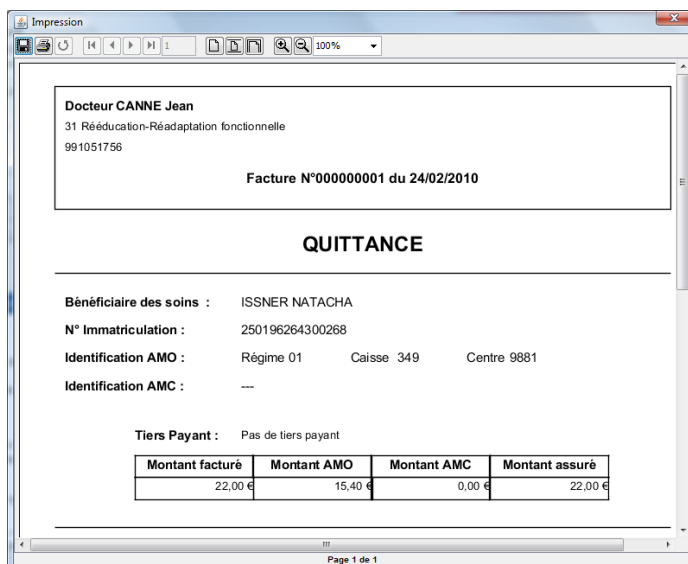 Impression
1
100%
Docteur CANNE Jean
31 Rééducation-Réadaptation fonctionnelle
991051756
Facture N°000000001 du 24/02/2010
QUITTANCE
Bénéficiaire des soins : ISSNER NATACHA
N° Immatriculation : 250196264300268
Identification AMO : Régime 01 Caisse 349 Centre 9881
Identification AMC : ---
Tiers Payant : Pas de tiers payant
Montant facturé Montant AMO Montant AMC Montant assuré
22,00 € 15,40 € 0,00 € 22,00 €
Page 1 de 1